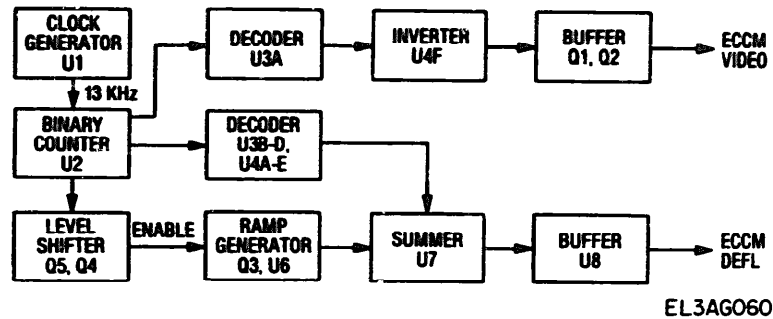 CLOCK
GENERATOR
U1
13 KHz
BINARY
COUNTER
U2
LEVEL
SHIFTER
Q5, Q4
ENABLE
DECODER
U3A
INVERTER
U4F
BUFFER
Q1, Q2
ECCM
VIDEO
DECODER
U3B-D,
U4A-E
RAMP
GENERATOR
Q3, U6
SUMMER
U7
BUFFER
U8
ECCM
DEFL
EL3AG060